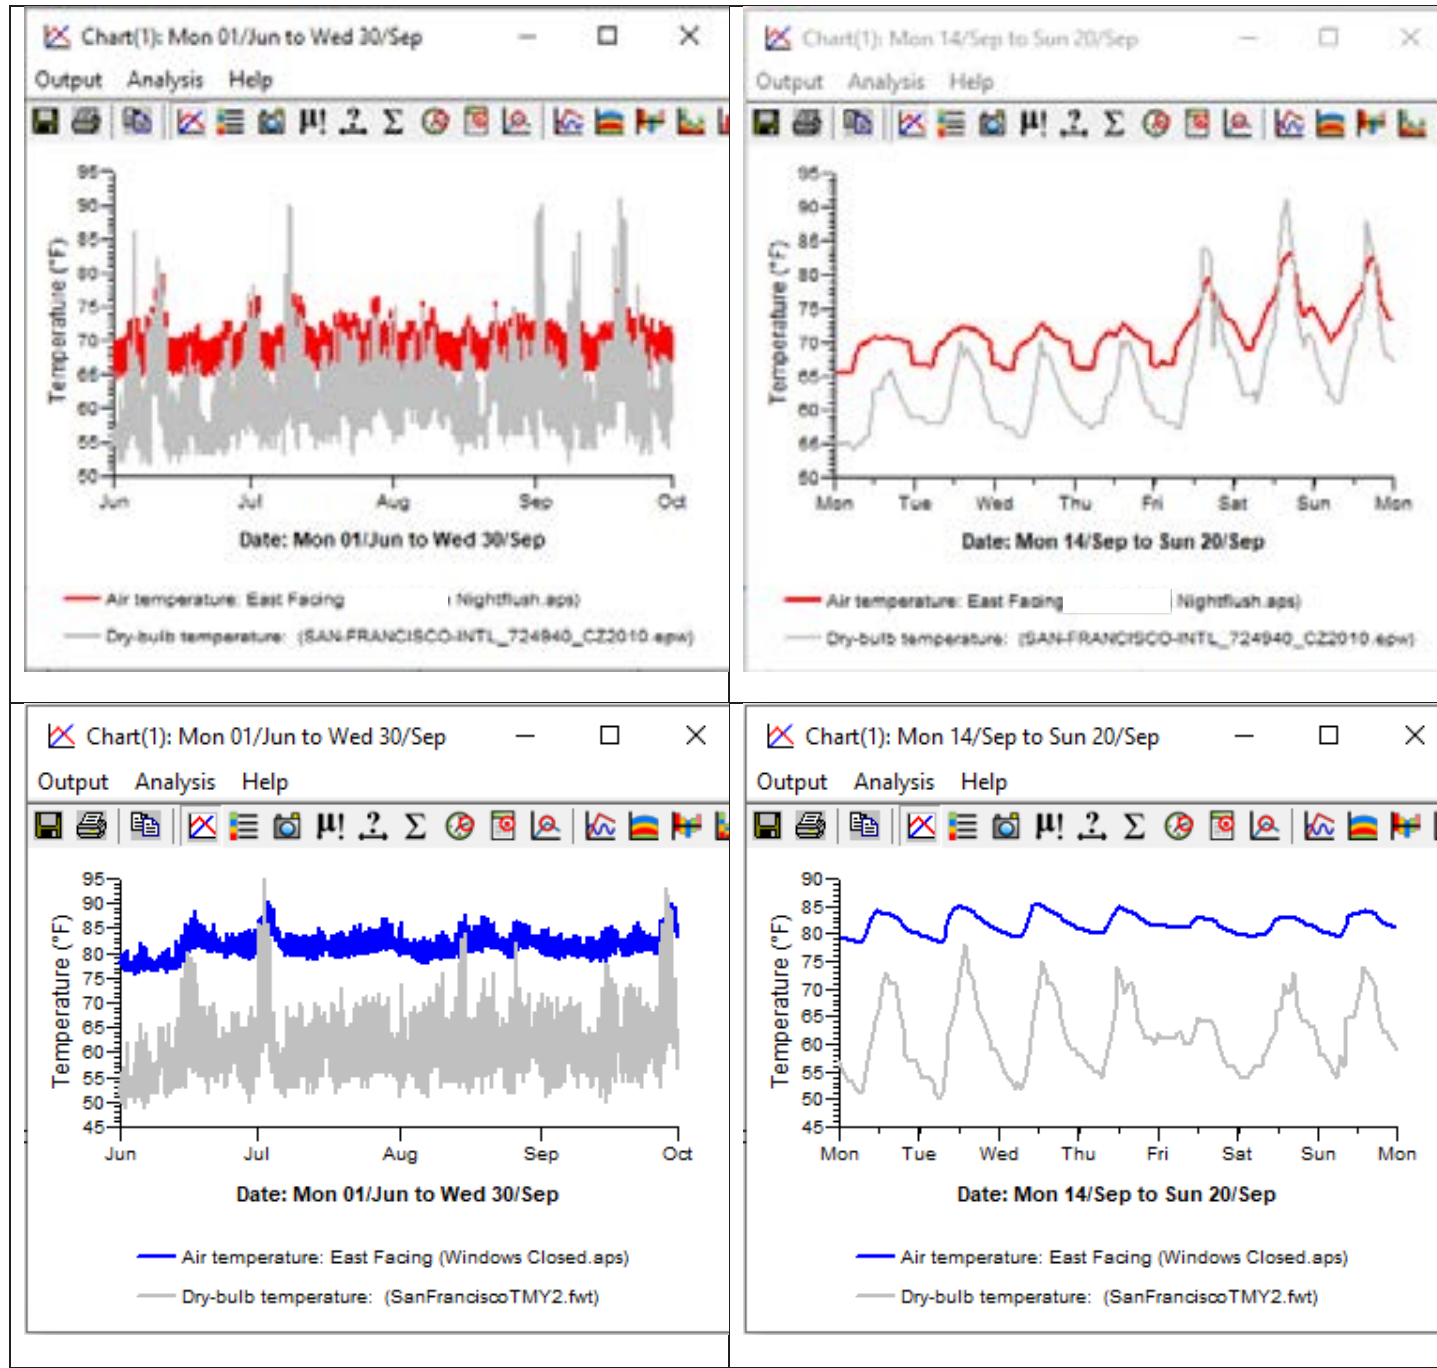 Chart(1): Mon 01/Jun to Wed 30/Sep
Output Analysis Help
μ! .?. Σ
95
90
85
80
75
70
65
60
55
50
Temperature (°F)
Jun Jul Aug Sep Oct
Date: Mon 01/Jun to Wed 30/Sep
Air temperature: East Facing Nightflush.aps)
Dry-bulb temperature: (SAN-FRANCISCO-INTL_724940_CZ2010.epw)
Chart(1): Mon 14/Sep to Sun 20/Sep
Output Analysis Help
μ! .?. Σ
95
90
85
80
75
70
65
60
55
50
Temperature (°F)
Mon Tue Wed Thu Fri Sat Sun Mon
Date: Mon 14/Sep to Sun 20/Sep
Air temperature: East Facing Nightflush.aps)
Dry-bulb temperature: (SAN-FRANCISCO-INTL_724940_CZ2010.epw)
Chart(1): Mon 01/Jun to Wed 30/Sep
Output Analysis Help
μ! .?. Σ
95
90
85
80
75
70
65
60
55
50
45
Temperature (°F)
Jun Jul Aug Sep Oct
Date: Mon 01/Jun to Wed 30/Sep
Air temperature: East Facing (Windows Closed.aps)
Dry-bulb temperature: (SanFranciscoTMY2.fwt)
Chart(1): Mon 14/Sep to Sun 20/Sep
Output Analysis Help
μ! .?. Σ
90
85
80
75
70
65
60
55
50
45
Temperature (°F)
Mon Tue Wed Thu Fri Sat Sun Mon
Date: Mon 14/Sep to Sun 20/Sep
Air temperature: East Facing (Windows Closed.aps)
Dry-bulb temperature: (SanFranciscoTMY2.fwt)